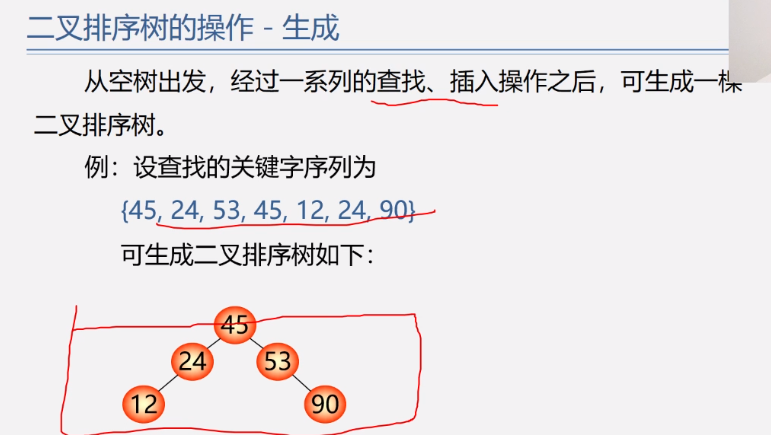 二叉排序树的操作 - 生成
从空树出发，经过一系列的查找、插入操作之后，可生成一棵
二叉排序树。
例：设查找的关键字序列为
{45, 24, 53, 45, 12, 24, 90}
可生成二叉排序树如下：
45
24 53
12 90